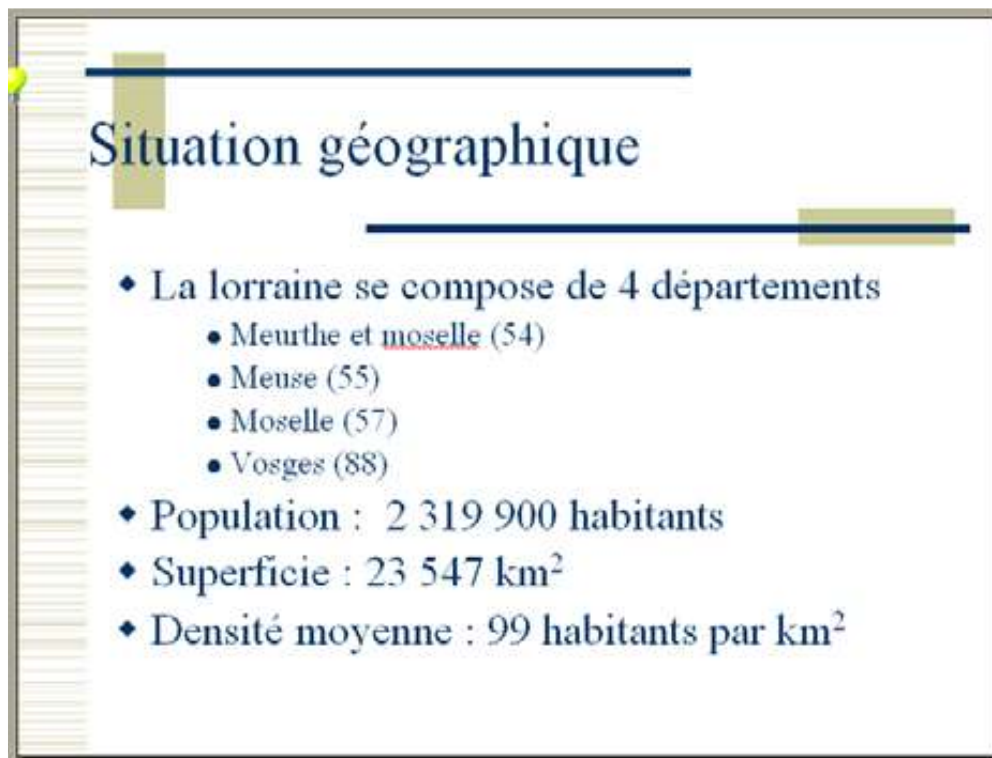 Situation géographique
La lorraine se compose de 4 départements
Meurthe et moselle (54)
Meuse (55)
Moselle (57)
Vosges (88)
Population :  2 319 900 habitants
Superficie : 23 547 km²
Densité moyenne : 99 habitants par km²